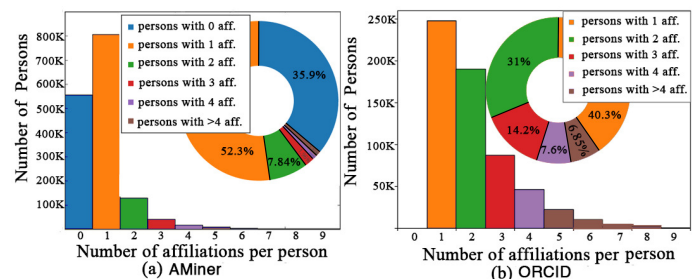 Number of Persons
800K
700K
600K
500K
400K
300K
200K
100K
persons with 0 aff.
persons with 1 aff.
persons with 2 aff.
persons with 3 aff.
persons with 4 aff.
persons with >4 aff.
35.9%
52.3%
7.84%
0 1 2 3 4 5 6 7 8 9
Number of affiliations per person
(a) AMiner
Number of Persons
250K
200K
150K
100K
50K
persons with 1 aff.
persons with 2 aff.
persons with 3 aff.
persons with 4 aff.
persons with >4 aff.
31%
14.2%
7.6%
6.85%
40.3%
0 1 2 3 4 5 6 7 8 9
Number of affiliations per person
(b) ORCID